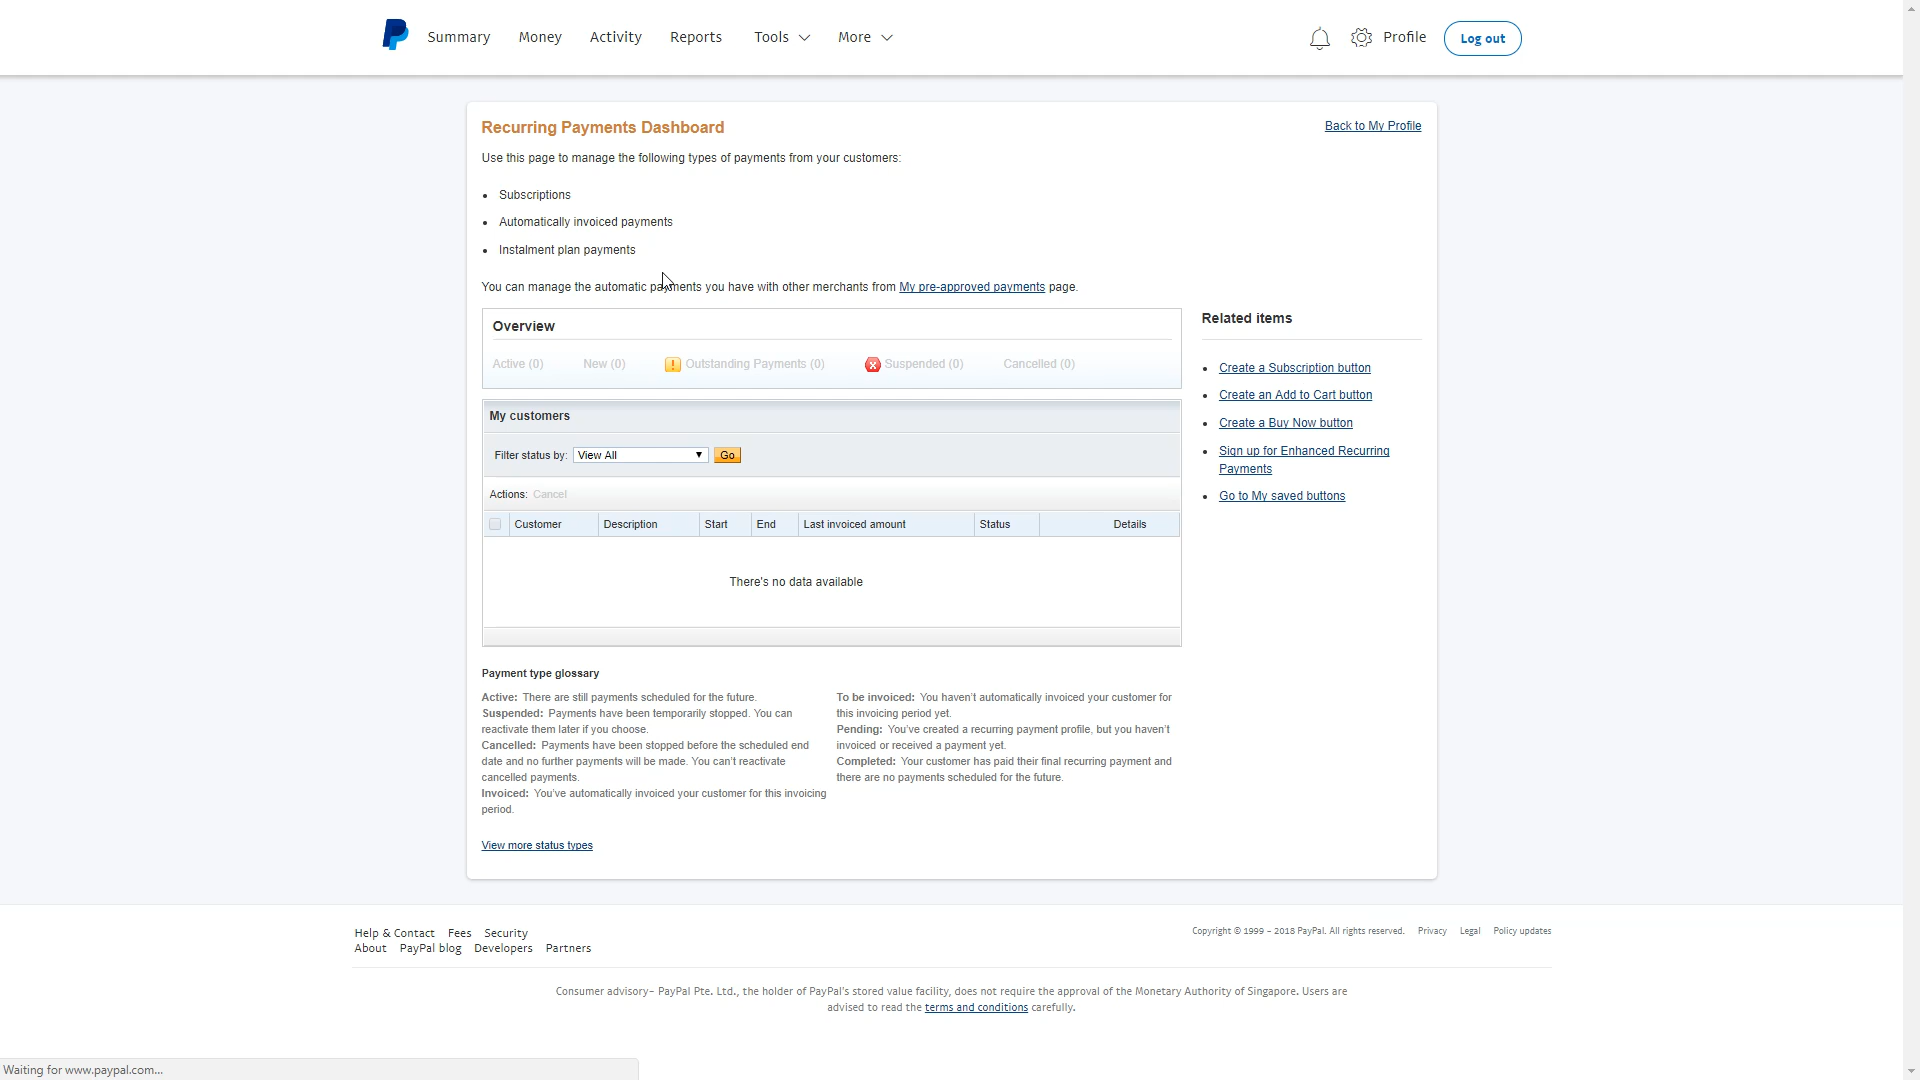 Summary Money Activity Reports Tools More Profile Log out
Recurring Payments Dashboard
Back to My Profile
Use this page to manage the following types of payments from your customers:
• Subscriptions
• Automatically invoiced payments
• Instalment plan payments
You can manage the automatic payments you have with other merchants from My pre-approved payments page.
Overview
Active (0) New (0) Outstanding Payments (0) Suspended (0) Cancelled (0)
My customers
Filter status by: View All Go
Actions: Cancel
Customer Description Start End Last invoiced amount Status Details
There's no data available
Related items
• Create a Subscription button
• Create an Add to Cart button
• Create a Buy Now button
• Sign up for Enhanced Recurring
Payments
• Go to My saved buttons
Payment type glossary
Active: There are still payments scheduled for the future.
Suspended: Payments have been temporarily stopped. You can
reactivate them later if you choose.
Cancelled: Payments have been stopped before the scheduled end
date and no further payments will be made. You can't reactivate
cancelled payments.
Invoiced: You've automatically invoiced your customer for this invoicing
period.
To be invoiced: You haven't automatically invoiced your customer for
this invoicing period yet.
Pending: You've created a recurring payment profile, but you haven't
invoiced or received a payment yet.
Completed: Your customer has paid their final recurring payment and
there are no payments scheduled for the future.
View more status types
Help & Contact Fees Security
About PayPal blog Developers Partners
Copyright © 1999 - 2018 PayPal. All rights reserved. Privacy Legal Policy updates
Consumer advisory- PayPal Pte. Ltd., the holder of PayPal's stored value facility, does not require the approval of the Monetary Authority of Singapore. Users are
advised to read the terms and conditions carefully.
Waiting for www.paypal.com...